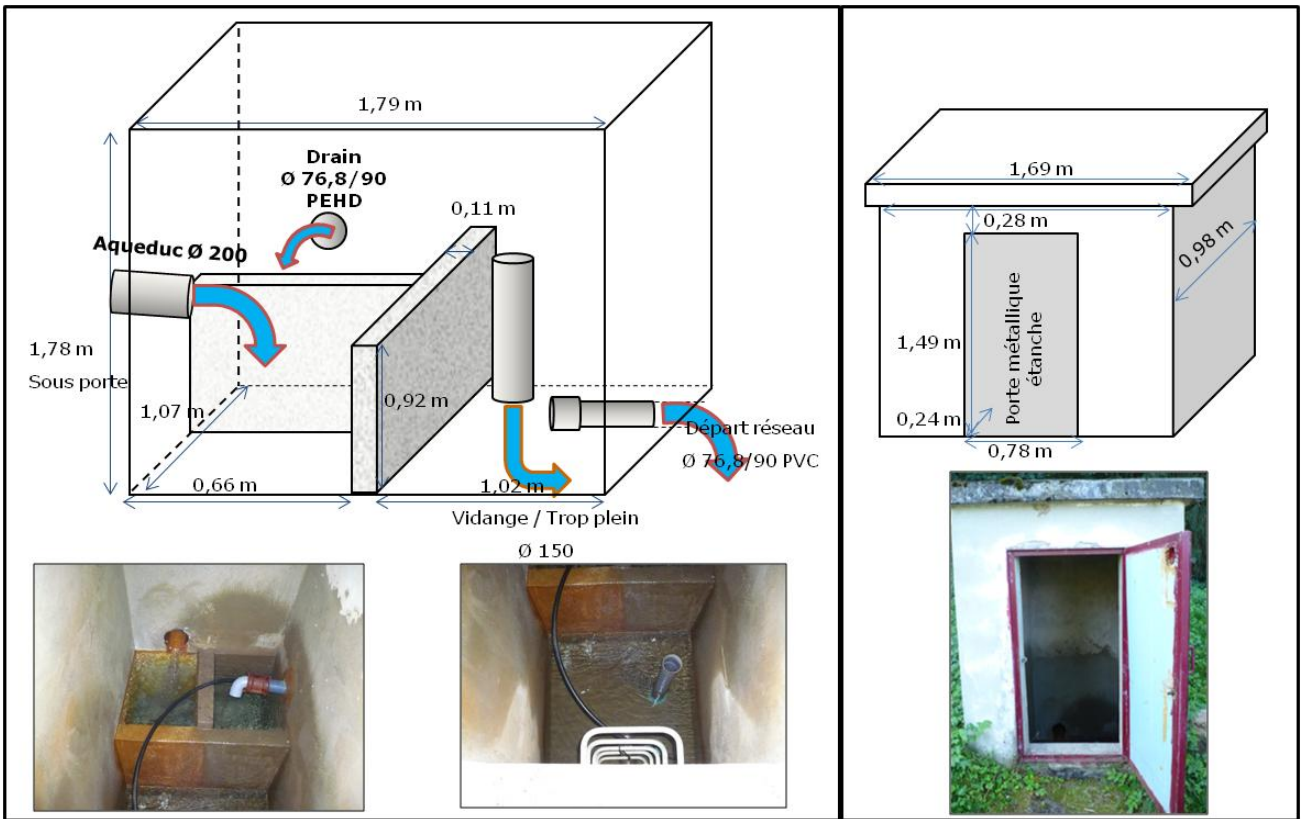 1,79 m
Drain
Ø 76,8/90
PEHD
0,11 m
Aqueduc Ø 200
1,78 m
Sous porte
1,07 m
0,92 m
Départ réseau
Ø 76,8/90 PVC
0,66 m
1,02 m
Vidange / Trop plein
Ø 150
1,69 m
0,28 m
0,98 m
1,49 m
Porte métallique
étanche
0,24 m
0,78 m